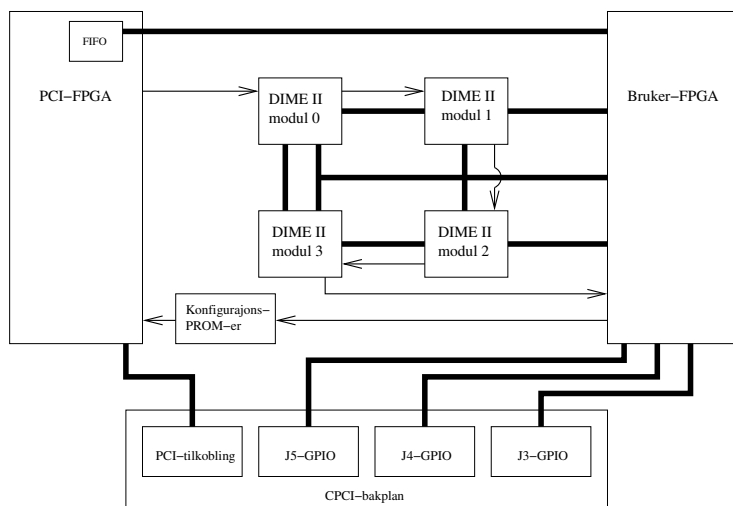 FIFO
PCI−FPGA
DIME II
modul 0
DIME II
modul 1
Bruker−FPGA
DIME II
modul 3
DIME II
modul 2
Konfigurajons−
PROM−er
PCI−tilkobling
J5−GPIO
J4−GPIO
J3−GPIO
CPCI−bakplan